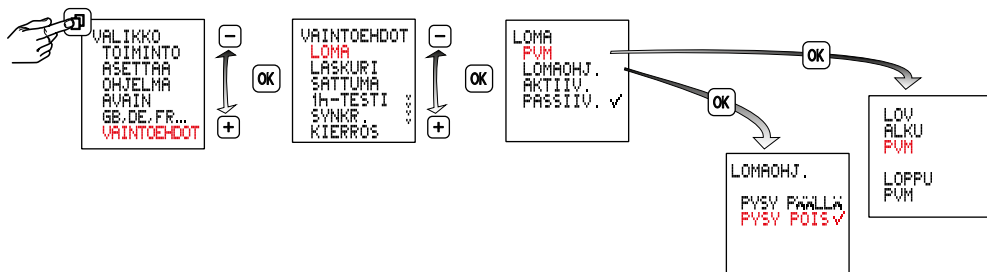 VALIKKO
TOIMINTO
ASETTAA
OHJELMA
AVAIN
GB,DE,FR...
VAINTOEHDOT
−
+
OK
VAINTOEHDOT
LOMA
LASKURI
SATTUMA
1h-TESTI
SYNKR.
KIERROS
−
+
OK
LOMA
PVM
LOMAOHJ.
AKTIIV.
PASSIIV. ✓
OK
OK
LOMAOHJ.
PYSY PÄÄLLÄ
PYSY POIS ✓
LOV
ALKU
PVM
LOPPU
PVM